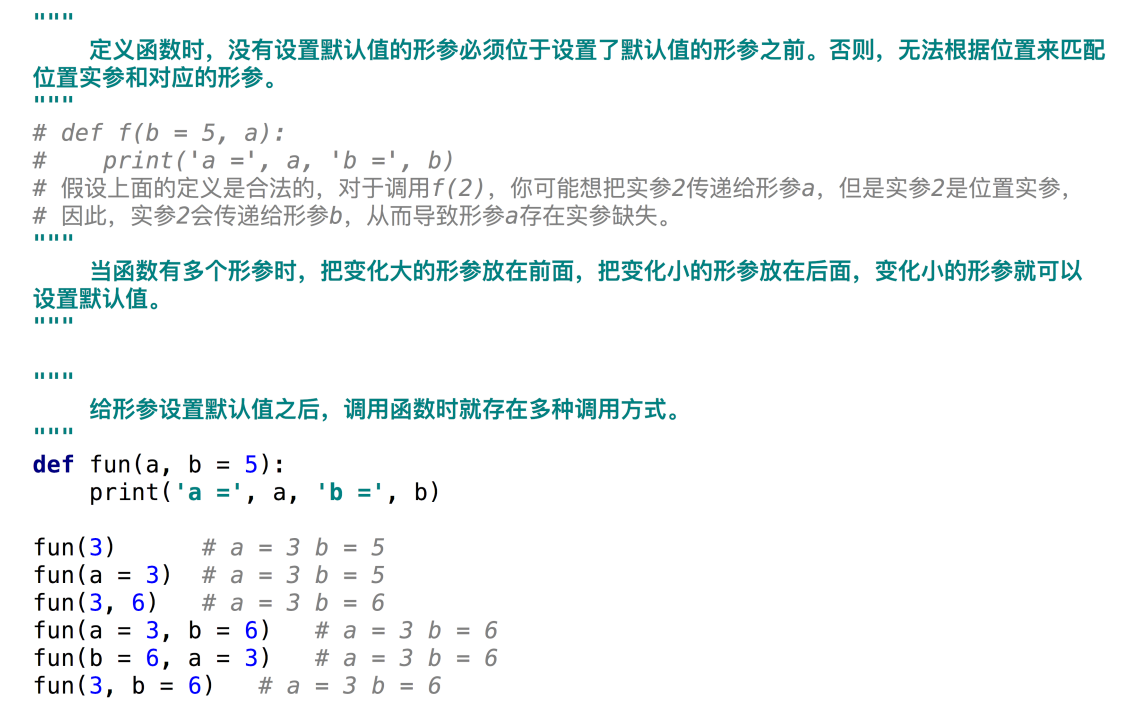 """
    定义函数时，没有设置默认值的形参必须位于设置了默认值的形参之前。否则，无法根据位置来匹配
位置实参和对应的形参。
"""
# def f(b = 5, a):
#    print('a =', a, 'b =', b)
# 假设上面的定义是合法的，对于调用f(2)，你可能想把实参2传递给形参a，但是实参2是位置实参，
# 因此，实参2会传递给形参b，从而导致形参a存在实参缺失。
"""
    当函数有多个形参时，把变化大的形参放在前面，把变化小的形参放在后面，变化小的形参就可以
设置默认值。
"""

"""
    给形参设置默认值之后，调用函数时就存在多种调用方式。
"""
def fun(a, b = 5):
    print('a =', a, 'b =', b)

fun(3)      # a = 3 b = 5
fun(a = 3)  # a = 3 b = 5
fun(3, 6)   # a = 3 b = 6
fun(a = 3, b = 6)   # a = 3 b = 6
fun(b = 6, a = 3)   # a = 3 b = 6
fun(3, b = 6)   # a = 3 b = 6